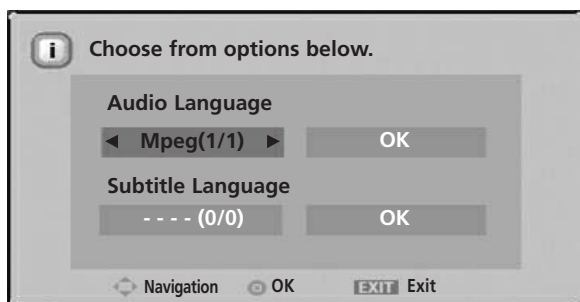 i Choose from options below.
Audio Language
◄ Mpeg(1/1) ► OK
Subtitle Language
- - - - (0/0) OK
Navigation OK EXIT Exit